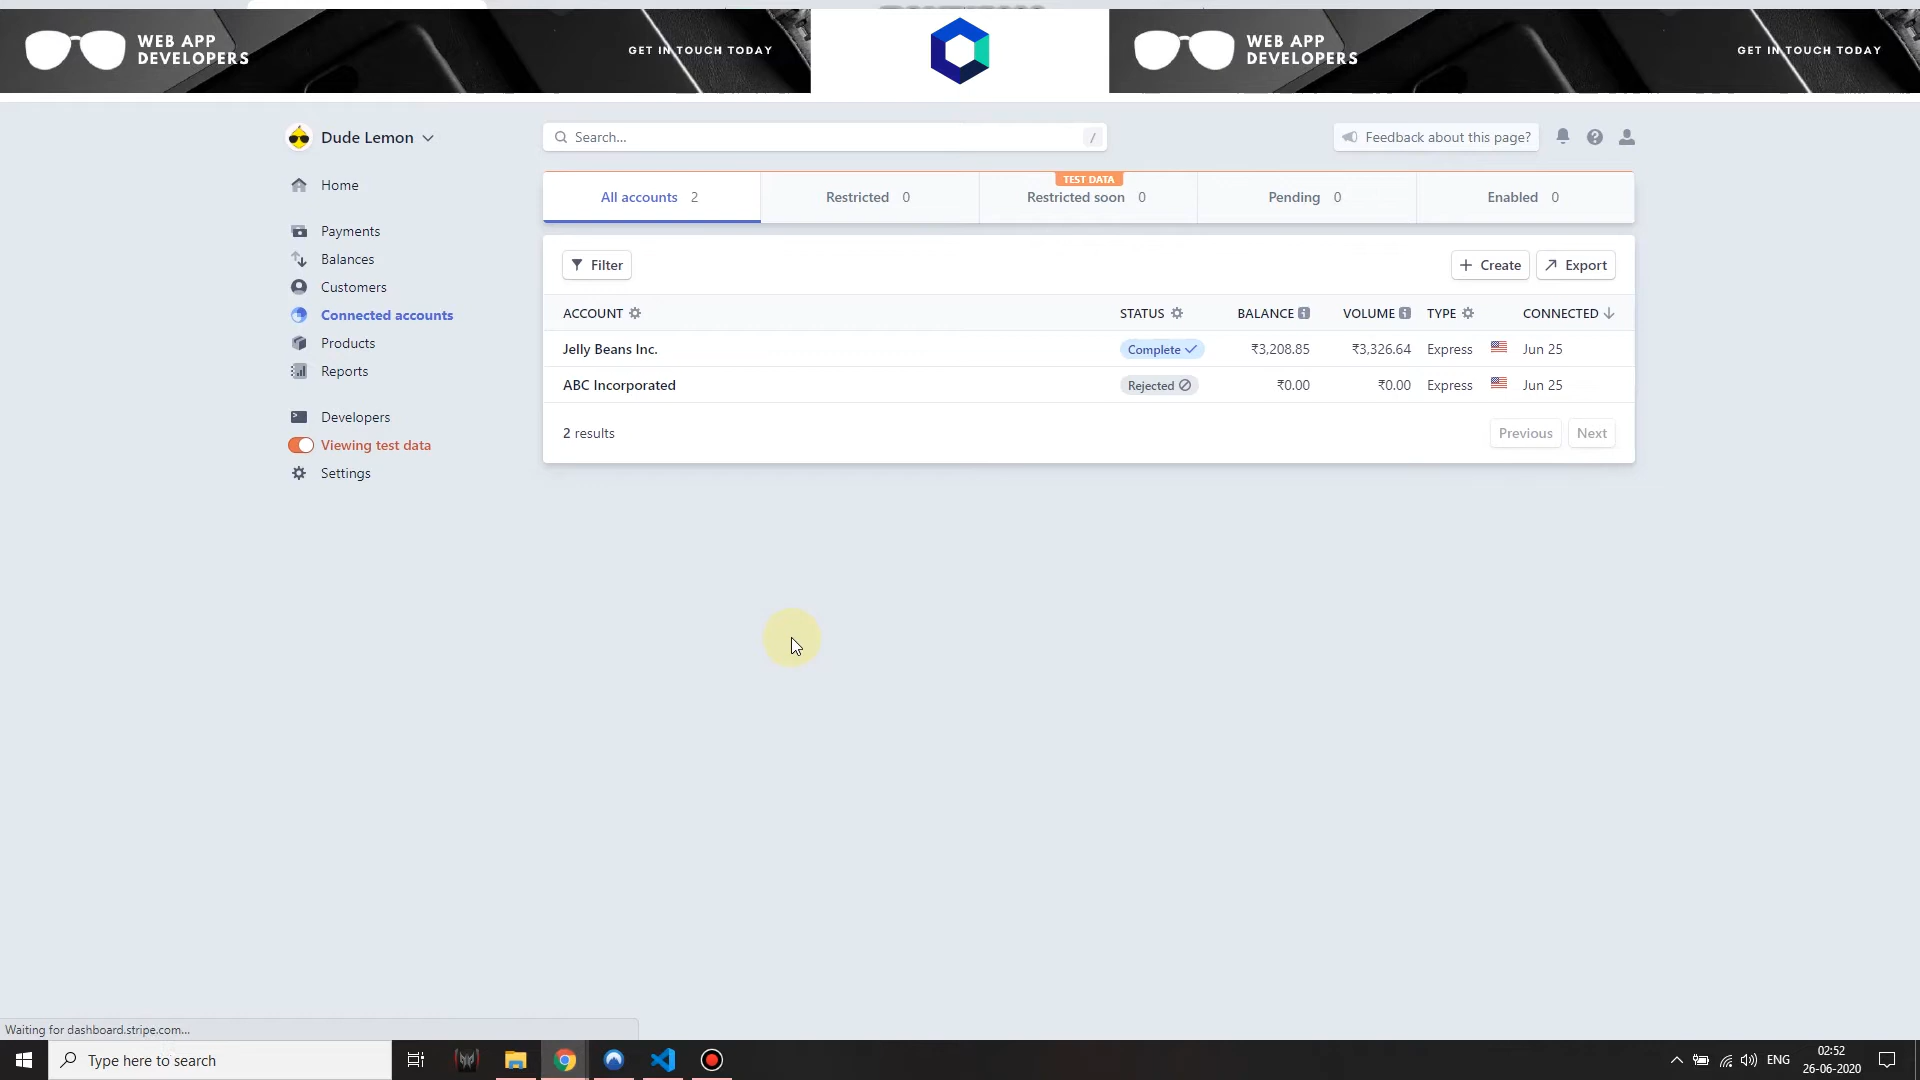 WEB APP
DEVELOPERS
GET IN TOUCH TODAY
WEB APP
DEVELOPERS
GET IN TOUCH TODAY
Dude Lemon
Search...
/
Feedback about this page?
Home
Payments
Balances
Customers
Connected accounts
Products
Reports
Developers
Viewing test data
Settings
TEST DATA
All accounts 2
Restricted 0
Restricted soon 0
Pending 0
Enabled 0
Filter
Create
Export
ACCOUNT STATUS BALANCE VOLUME TYPE CONNECTED
Jelly Beans Inc. Complete ₹3,208.85 ₹3,326.64 Express Jun 25
ABC Incorporated Rejected ₹0.00 ₹0.00 Express Jun 25
2 results
Previous
Next
Waiting for dashboard.stripe.com...
Type here to search
ENG
02:52
26-06-2020